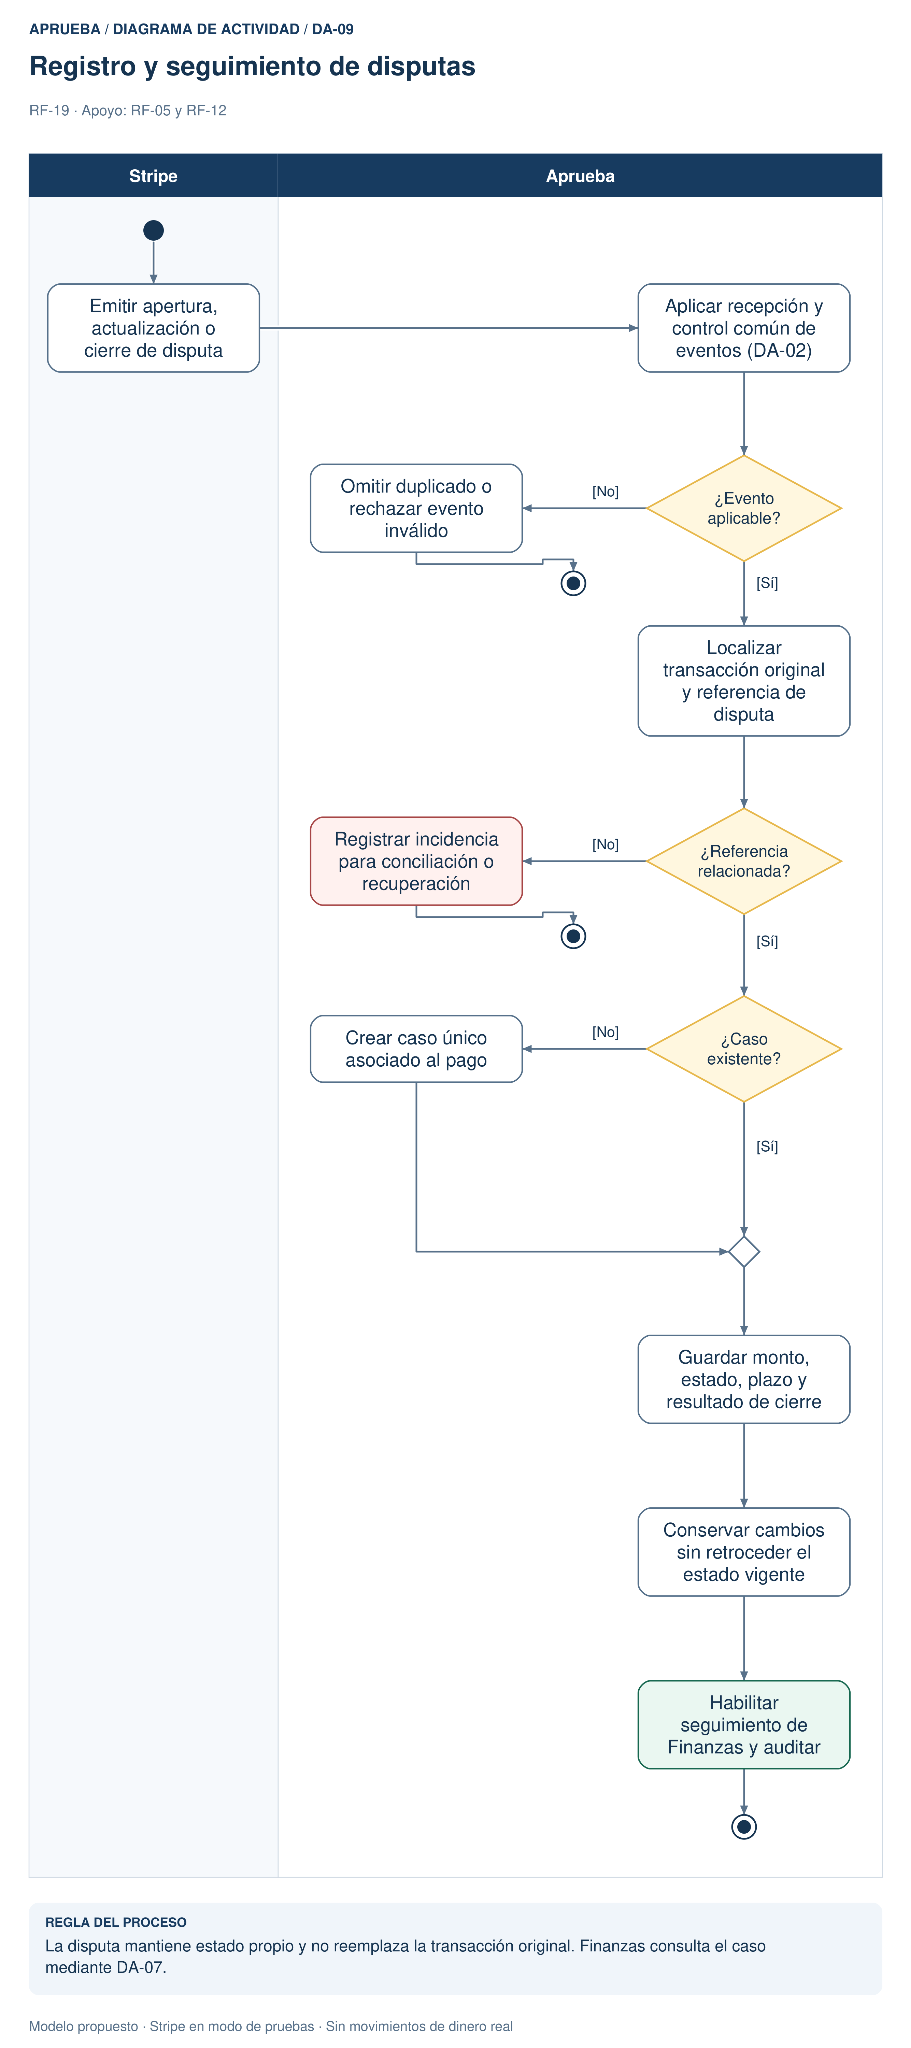 APRUEBA / DIAGRAMA DE ACTIVIDAD / DA-09
Registro y seguimiento de disputas
RF-19 · Apoyo: RF-05 y RF-12
Stripe
Aprueba
Emitir apertura,
actualización o
cierre de disputa
Aplicar recepción y
control común de
eventos (DA-02)
¿Evento
aplicable?
[No]
Omitir duplicado o
rechazar evento
inválido
[Sí]
Localizar
transacción original
y referencia de
disputa
¿Referencia
relacionada?
[No]
Registrar incidencia
para conciliación o
recuperación
[Sí]
¿Caso
existente?
[No]
Crear caso único
asociado al pago
[Sí]
Guardar monto,
estado, plazo y
resultado de cierre
Conservar cambios
sin retroceder el
estado vigente
Habilitar
seguimiento de
Finanzas y auditar
REGLA DEL PROCESO
La disputa mantiene estado propio y no reemplaza la transacción original. Finanzas consulta el caso
mediante DA-07.
Modelo propuesto · Stripe en modo de pruebas · Sin movimientos de dinero real